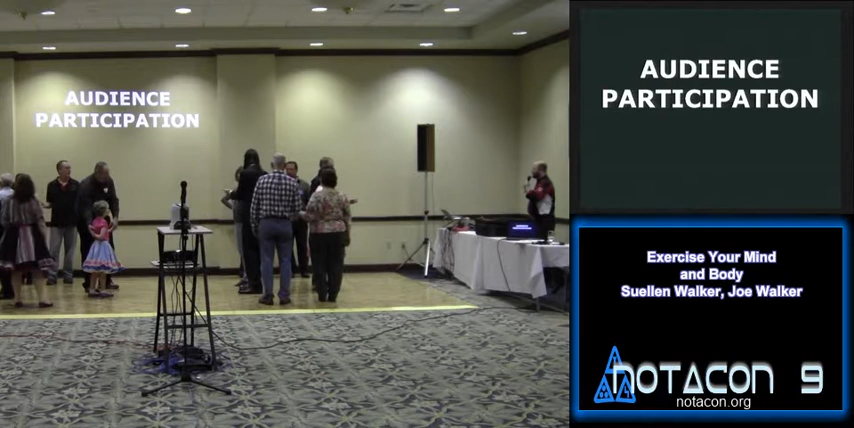 AUDIENCE
PARTICIPATION
AUDIENCE
PARTICIPATION
Exercise Your Mind
and Body
Suellen Walker, Joe Walker
NOTACON 9
notacon.org